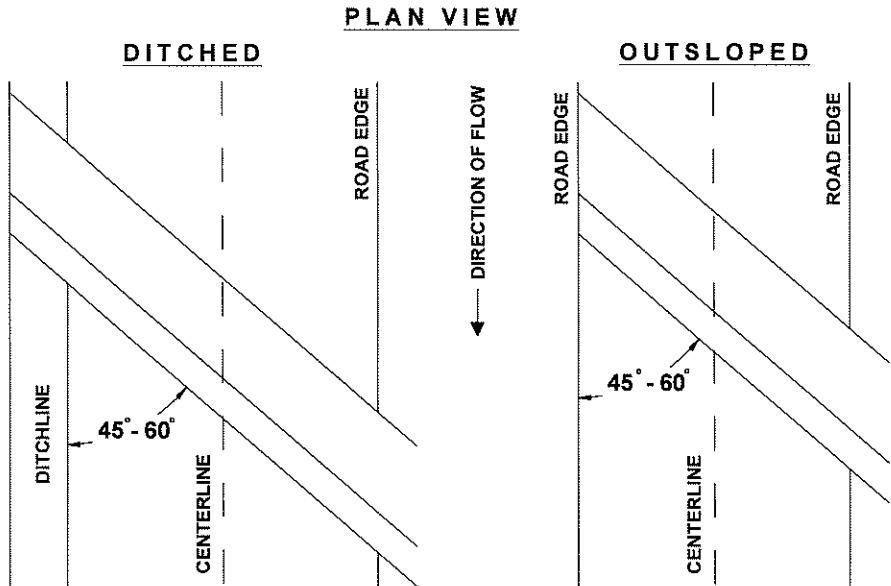 PLAN VIEW
DITCHED
OUTSLOPED
ROAD EDGE
DIRECTION OF FLOW
ROAD EDGE
ROAD EDGE
45°-60°
DITCHLINE
CENTERLINE
45°-60°
CENTERLINE